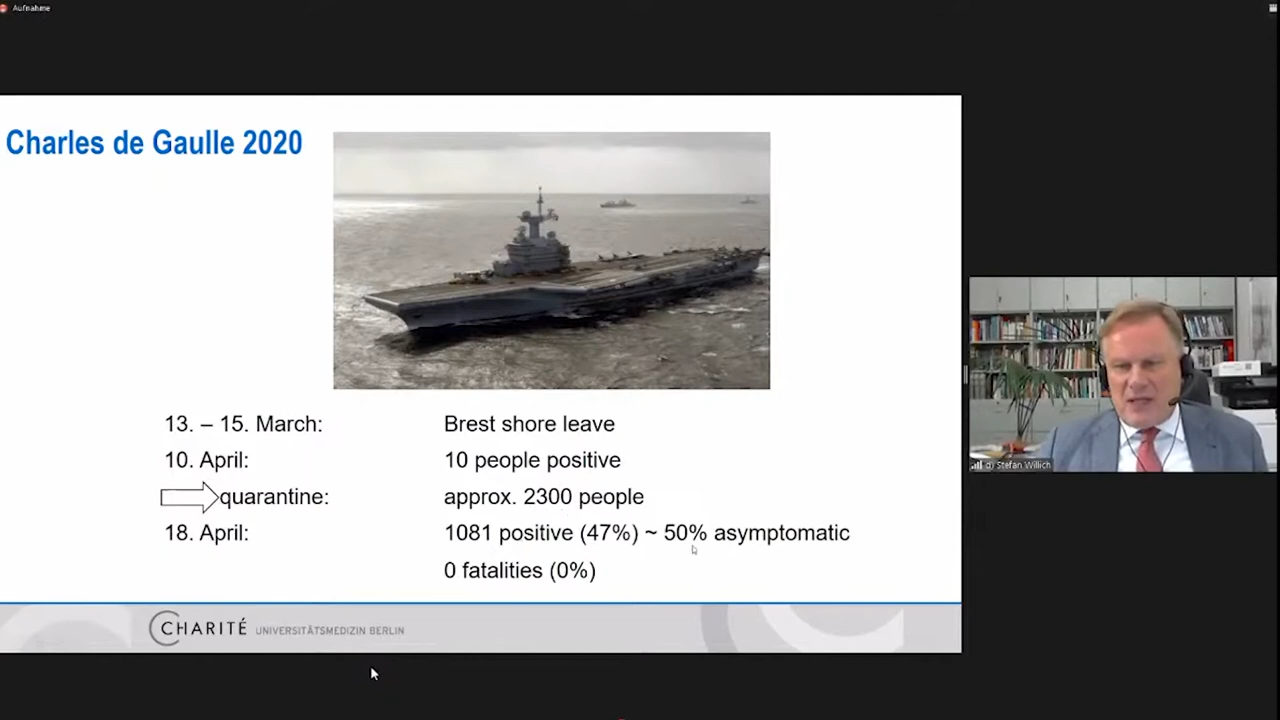 Aufnahme
Charles de Gaulle 2020
13. – 15. March: Brest shore leave
10. April: 10 people positive
quarantine: approx. 2300 people
18. April: 1081 positive (47%) ~ 50% asymptomatic
0 fatalities (0%)
CHARITÉ UNIVERSITÄTSMEDIZIN BERLIN
Stefan Willich